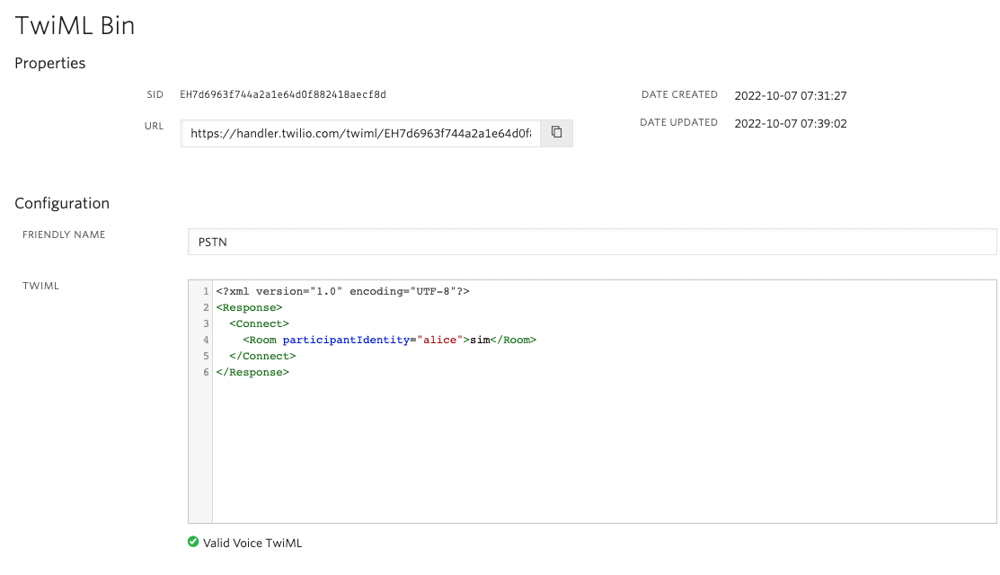 TwiML Bin
Properties
SID EH7d6963f744a2a1e64d0f882418aecf8d
DATE CREATED 2022-10-07 07:31:27
URL https://handler.twilio.com/twiml/EH7d6963f744a2a1e64d0f
DATE UPDATED 2022-10-07 07:39:02
Configuration
FRIENDLY NAME PSTN
TWIML
1 <?xml version="1.0" encoding="UTF-8"?>
2 <Response>
3 <Connect>
4 <Room participantIdentity="alice">sim</Room>
5 </Connect>
6 </Response>
Valid Voice TwiML